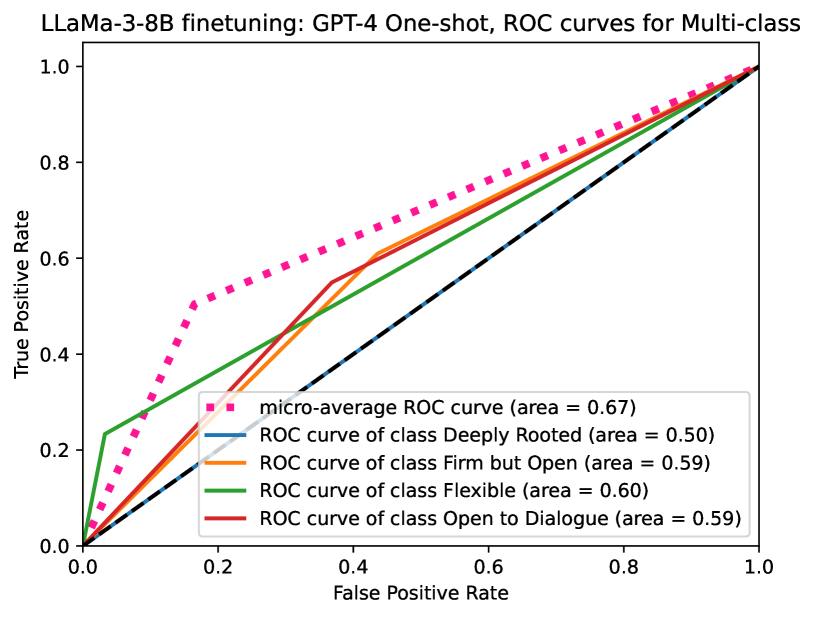 LLaMa-3-8B finetuning: GPT-4 One-shot, ROC curves for Multi-class
True Positive Rate
1.0
0.8
0.6
0.4
0.2
0.0
micro-average ROC curve (area = 0.67)
ROC curve of class Deeply Rooted (area = 0.50)
ROC curve of class Firm but Open (area = 0.59)
ROC curve of class Flexible (area = 0.60)
ROC curve of class Open to Dialogue (area = 0.59)
0.0 0.2 0.4 0.6 0.8 1.0
False Positive Rate